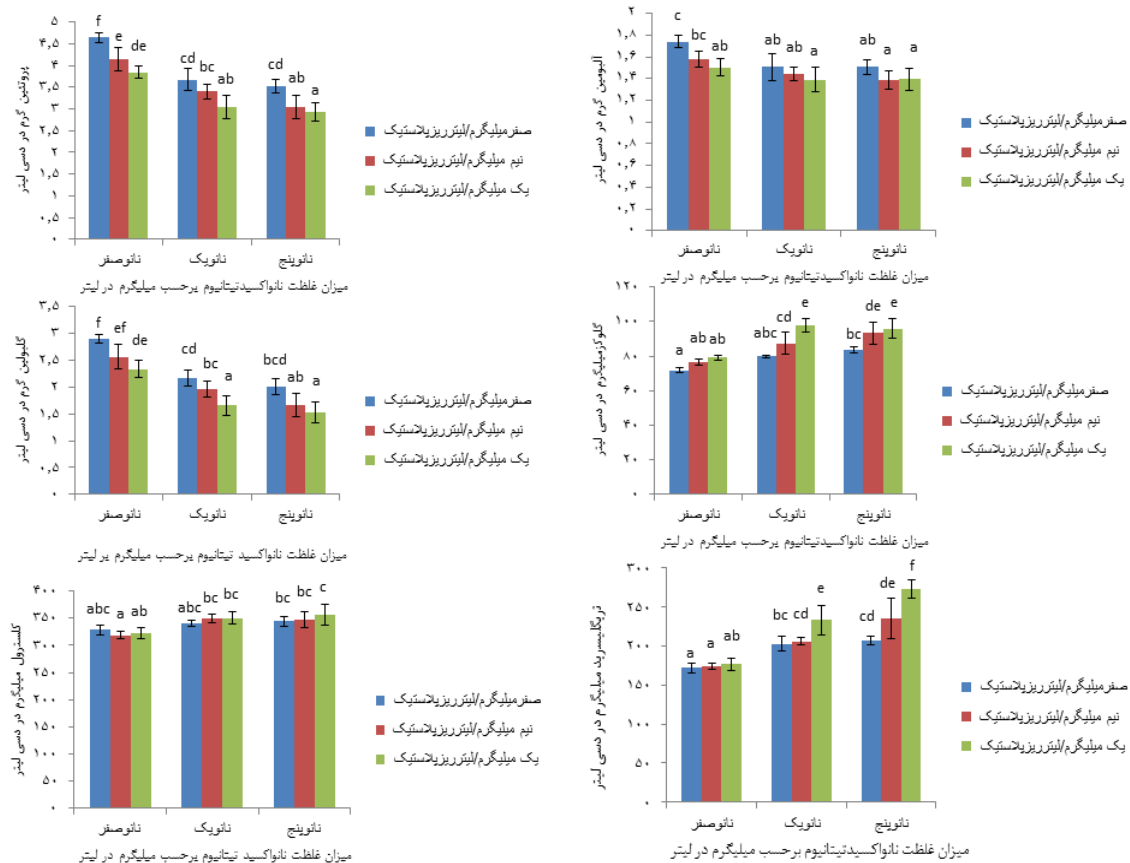 پروتئین گرم در دسی لیتر
۵
۴,۵
۴
۳,۵
۳
۲,۵
۲
۱,۵
۱
۰,۵
۰
f e de
cd bc ab
cd ab a
نانوصفر نانویک نانوپنج
میزان غلظت نانواکسیدتیتانیوم برحسب میلیگرم در لیتر
صفرمیلیگرم/لیترریزپلاستیک
نیم میلیگرم/لیترریزپلاستیک
یک میلیگرم/لیترریزپلاستیک
آلبومین گرم در دسی لیتر
۲
۱,۸
۱,۶
۱,۴
۱,۲
۱
۰,۸
۰,۶
۰,۴
۰,۲
۰
c bc ab
ab ab a
ab a a
نانوصفر نانویک نانوپنج
میزان غلظت نانواکسیدتیتانیوم برحسب میلیگرم در لیتر
صفرمیلیگرم/لیترریزپلاستیک
نیم میلیگرم/لیترریزپلاستیک
یک میلیگرم/لیترریزپلاستیک
گلبولین گرم در دسی لیتر
۳,۵
۳
۲,۵
۲
۱,۵
۱
۰,۵
۰
f ef de
cd bc a
bcd ab a
نانوصفر نانویک نانوپنج
میزان غلظت نانواکسید تیتانیوم برحسب میلیگرم بر لیتر
صفرمیلیگرم/لیترریزپلاستیک
نیم میلیگرم/لیترریزپلاستیک
یک میلیگرم/لیترریزپلاستیک
گلوکزمیلیگرم در دسی لیتر
۱۲۰
۱۰۰
۸۰
۶۰
۴۰
۲۰
۰
a ab ab
abc cd e
bc de e
نانوصفر نانویک نانوپنج
میزان غلظت نانواکسیدتیتانیوم برحسب میلیگرم در لیتر
صفرمیلیگرم/لیترریزپلاستیک
نیم میلیگرم/لیترریزپلاستیک
یک میلیگرم/لیترریزپلاستیک
کلسترول میلیگرم در دسی لیتر
۴۰۰
۳۵۰
۳۰۰
۲۵۰
۲۰۰
۱۵۰
۱۰۰
۵۰
۰
abc a ab
abc bc bc
bc bc c
نانوصفر نانویک نانوپنج
میزان غلظت نانواکسید تیتانیوم برحسب میلیگرم در لیتر
صفرمیلیگرم/لیترریزپلاستیک
نیم میلیگرم/لیترریزپلاستیک
یک میلیگرم/لیترریزپلاستیک
تریگلیسرید میلیگرم در دسی لیتر
۳۰۰
۲۵۰
۲۰۰
۱۵۰
۱۰۰
۵۰
۰
a a ab
bc cd e
cd de f
نانوصفر نانویک نانوپنج
میزان غلظت نانواکسیدتیتانیوم برحسب میلیگرم در لیتر
صفرمیلیگرم/لیترریزپلاستیک
نیم میلیگرم/لیترریزپلاستیک
یک میلیگرم/لیترریزپلاستیک